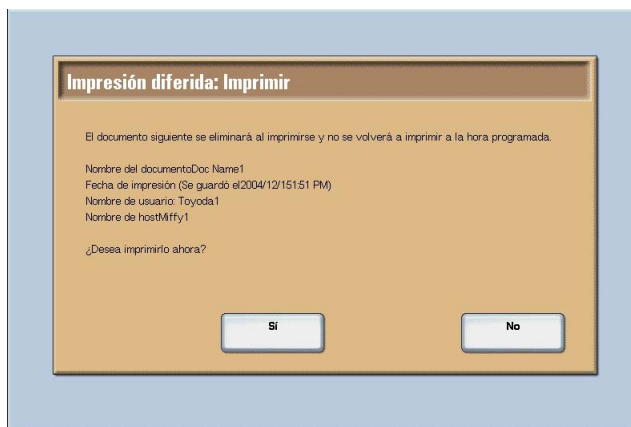 Impresión diferida: Imprimir
El documento siguiente se eliminará al imprimirse y no se volverá a imprimir a la hora programada.
Nombre del documentoDoc Name1
Fecha de impresión (Se guardó el2004/12/151:51 PM)
Nombre de usuario: Toyoda1
Nombre de hostMiffy1
¿Desea imprimirlo ahora?
Sí
No